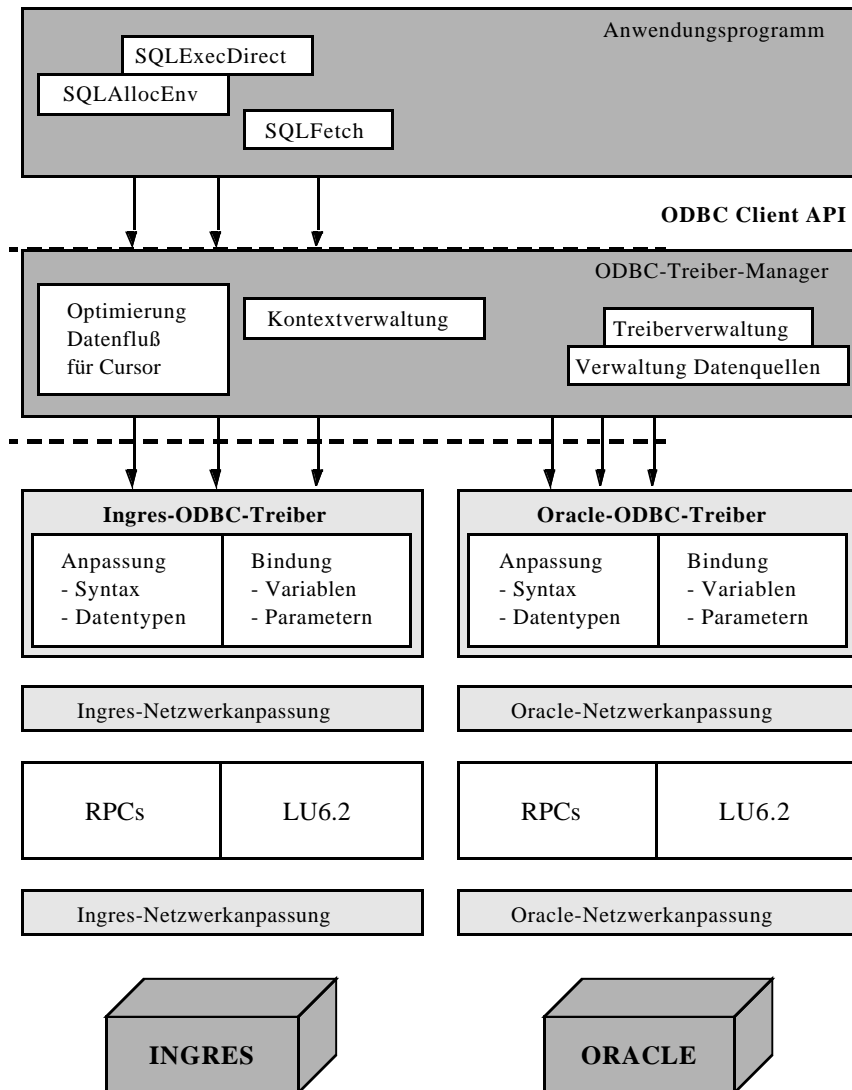 Anwendungsprogramm
SQLExecDirect
SQLAllocEnv
SQLFetch
ODBC Client API
ODBC-Treiber-Manager
Optimierung
Datenfluß
für Cursor
Kontextverwaltung
Treiberverwaltung
Verwaltung Datenquellen
Ingres-ODBC-Treiber
Anpassung
- Syntax
- Datentypen
Bindung
- Variablen
- Parametern
Oracle-ODBC-Treiber
Anpassung
- Syntax
- Datentypen
Bindung
- Variablen
- Parametern
Ingres-Netzwerkanpassung
Oracle-Netzwerkanpassung
RPCs
LU6.2
RPCs
LU6.2
Ingres-Netzwerkanpassung
Oracle-Netzwerkanpassung
INGRES
ORACLE